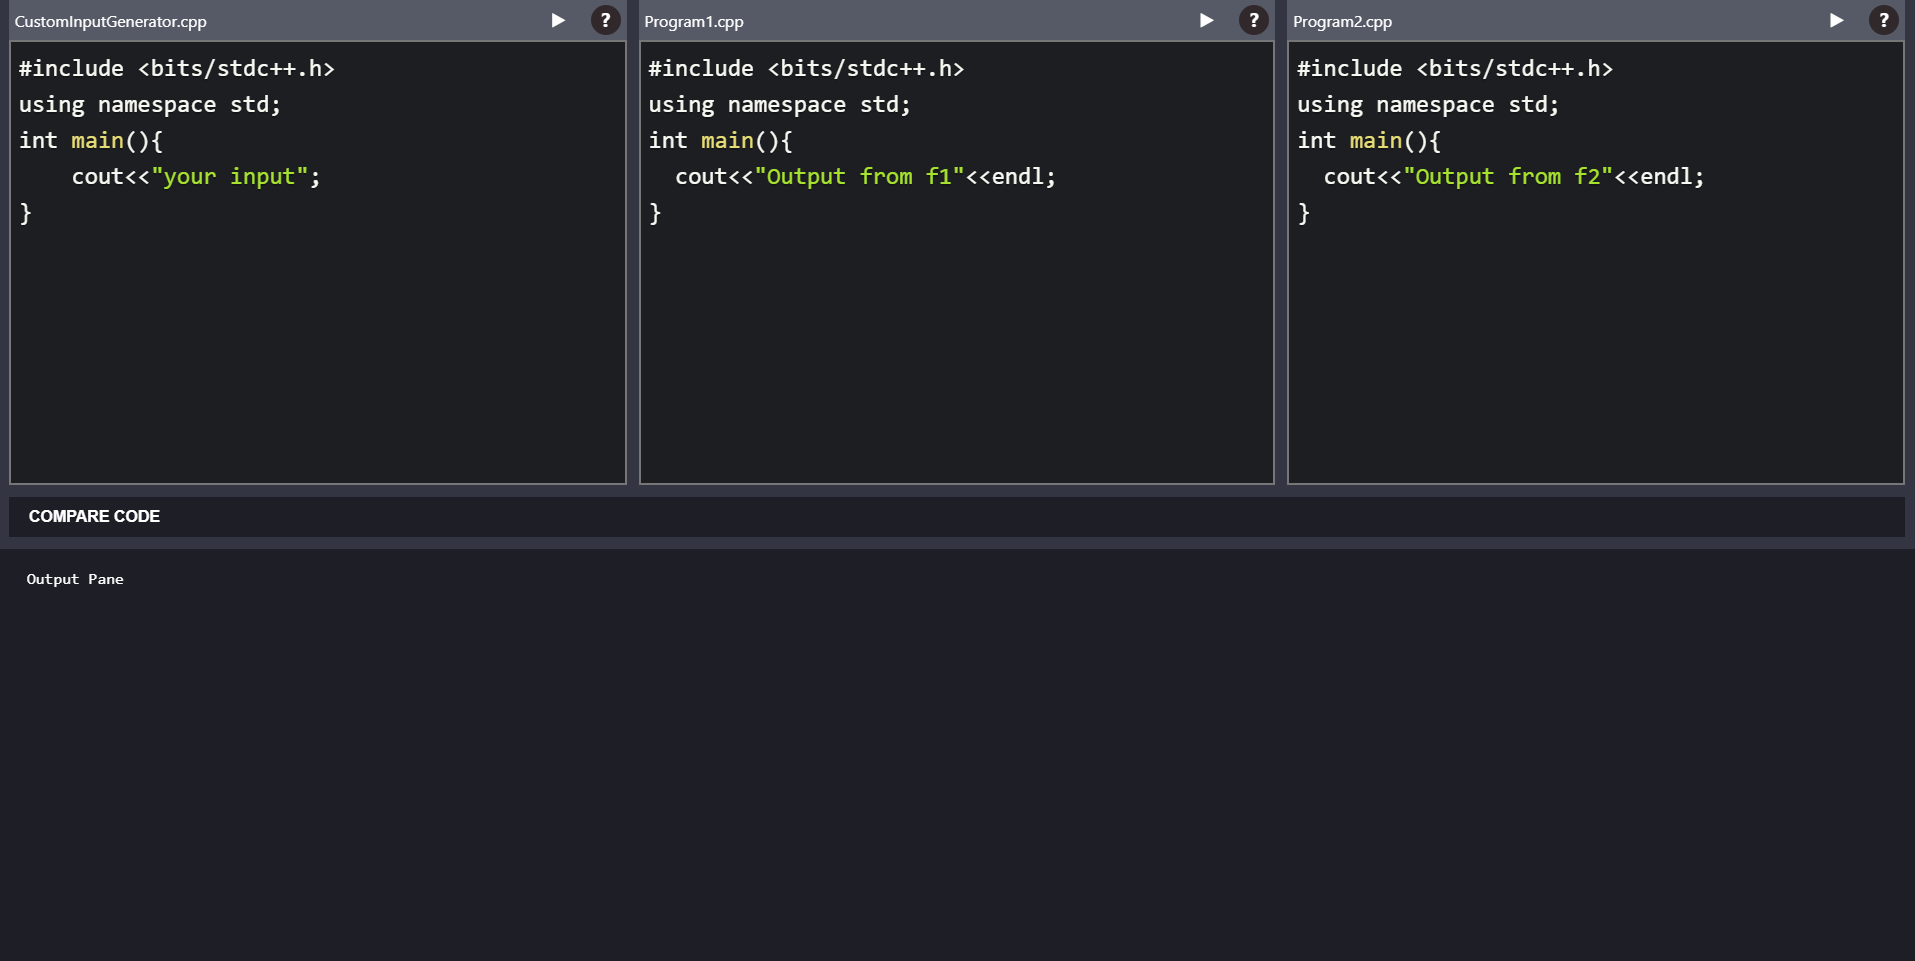 CustomInputGenerator.cpp ?
#include <bits/stdc++.h>
using namespace std;
int main(){
    cout<<"your input";
}
Program1.cpp ?
#include <bits/stdc++.h>
using namespace std;
int main(){
  cout<<"Output from f1"<<endl;
}
Program2.cpp ?
#include <bits/stdc++.h>
using namespace std;
int main(){
  cout<<"Output from f2"<<endl;
}
COMPARE CODE
Output Pane